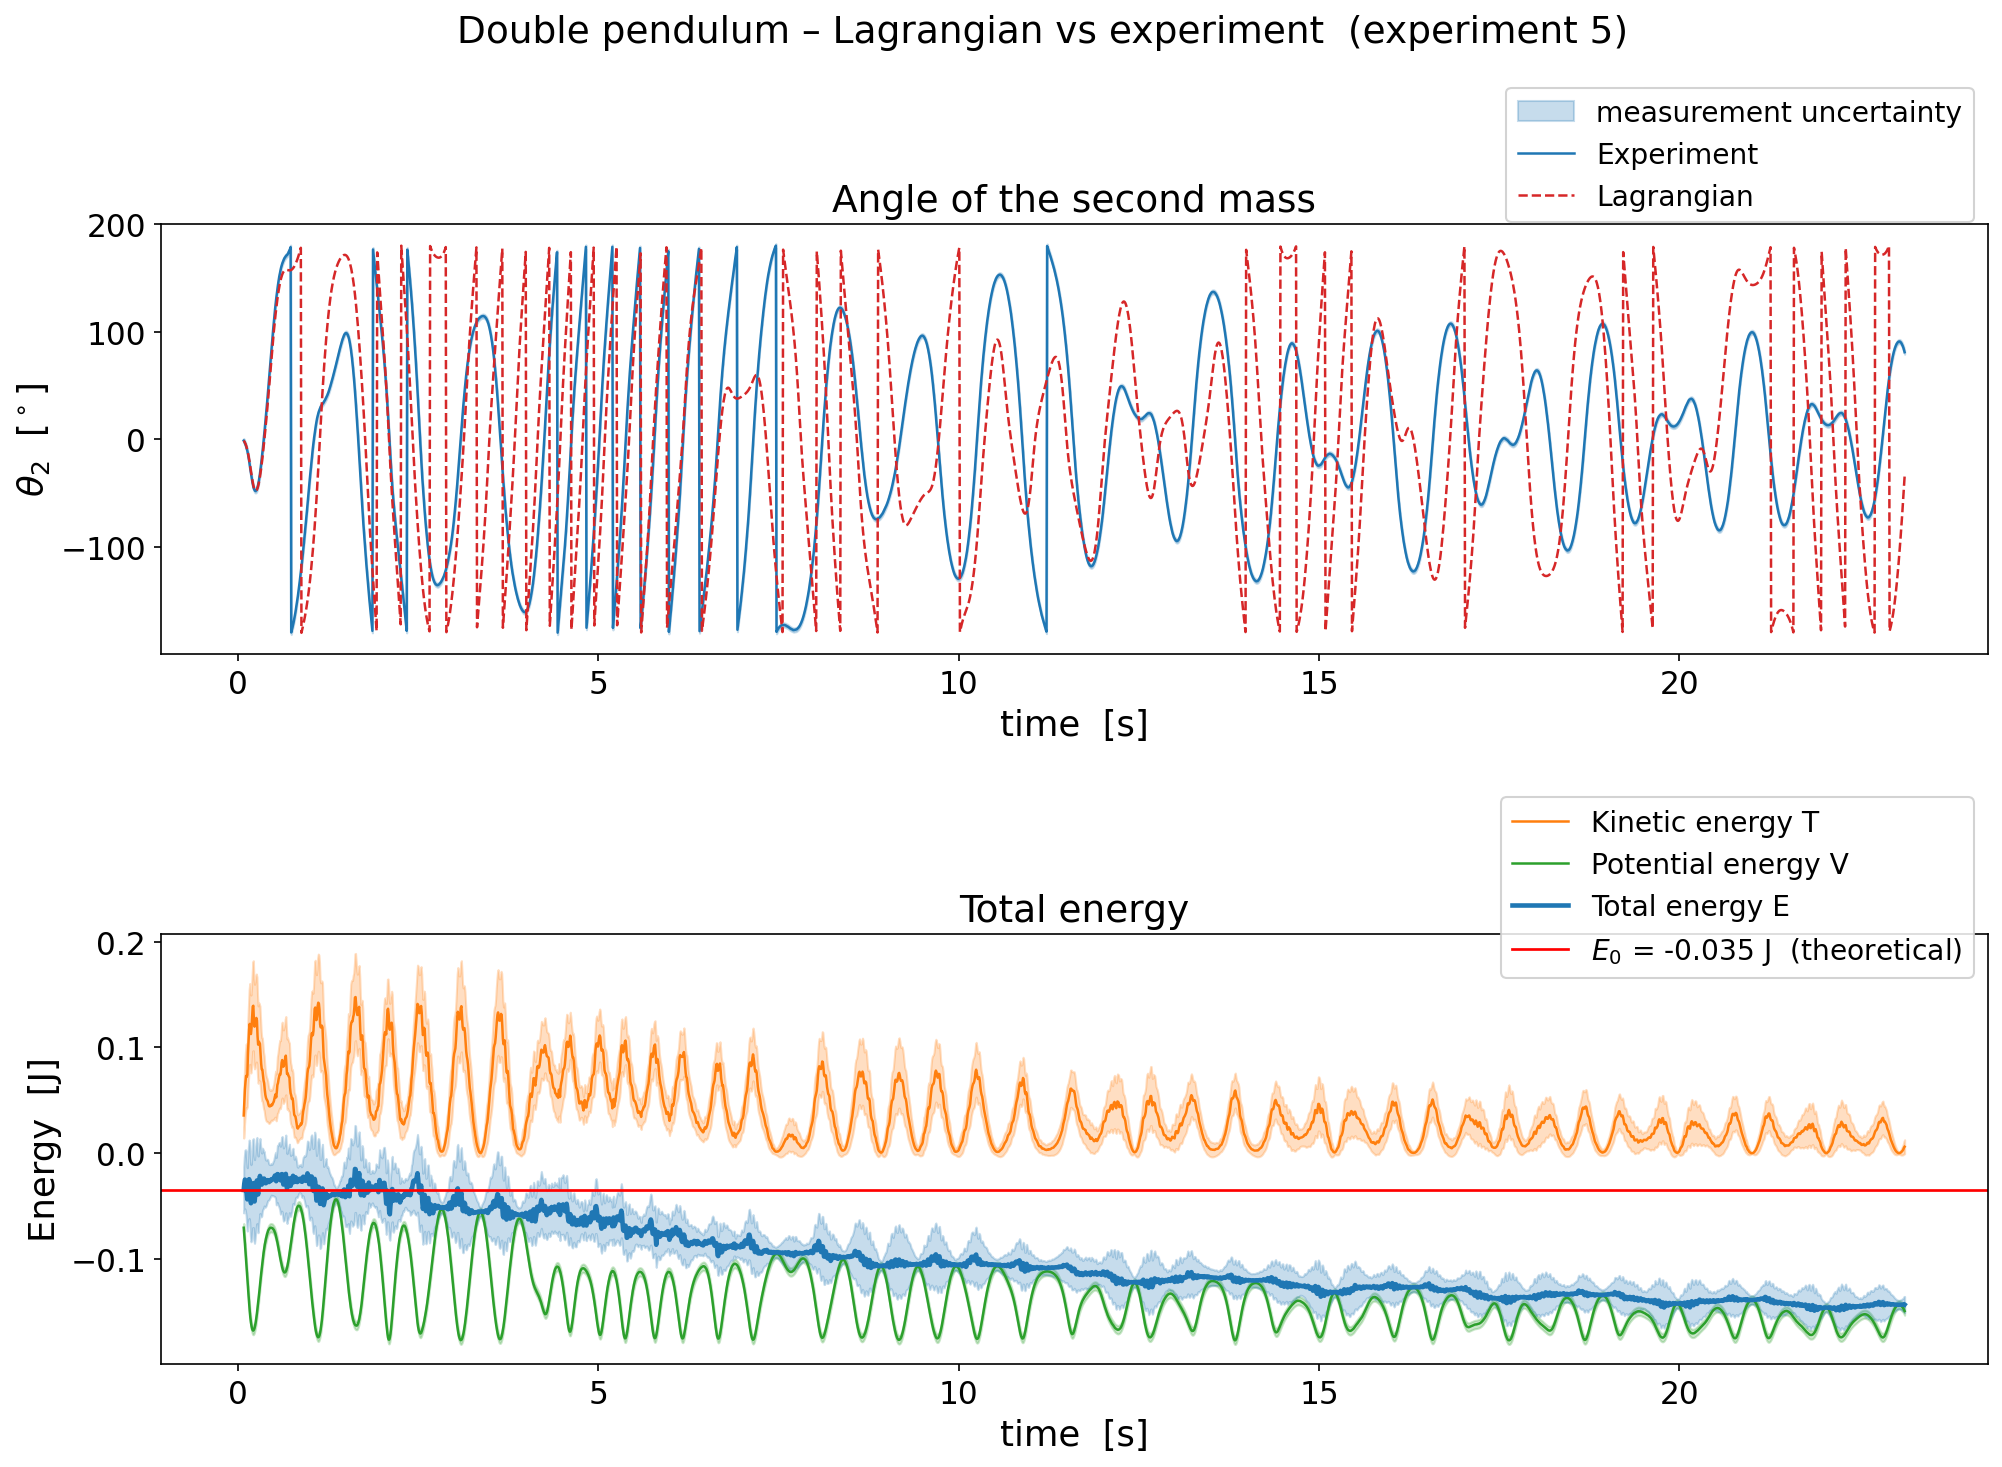 Double pendulum – Lagrangian vs experiment  (experiment 5)
measurement uncertainty
Experiment
Lagrangian
Angle of the second mass
200
100
0
−100
θ₂ [°]
0 5 10 15 20
time [s]
Kinetic energy T
Potential energy V
Total energy E
E₀ = -0.035 J (theoretical)
Total energy
0.2
0.1
0.0
−0.1
Energy [J]
0 5 10 15 20
time [s]